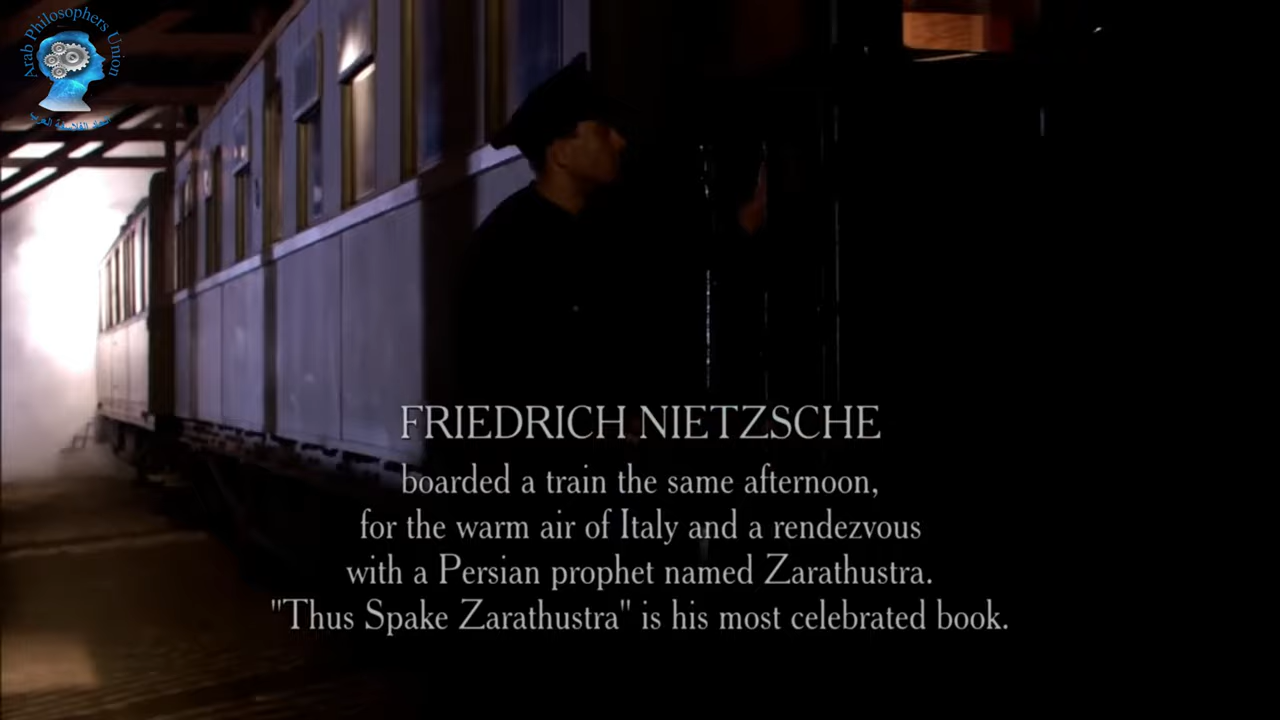 Arab Philosophers Union
FRIEDRICH NIETZSCHE
boarded a train the same afternoon,
for the warm air of Italy and a rendezvous
with a Persian prophet named Zarathustra.
"Thus Spake Zarathustra" is his most celebrated book.